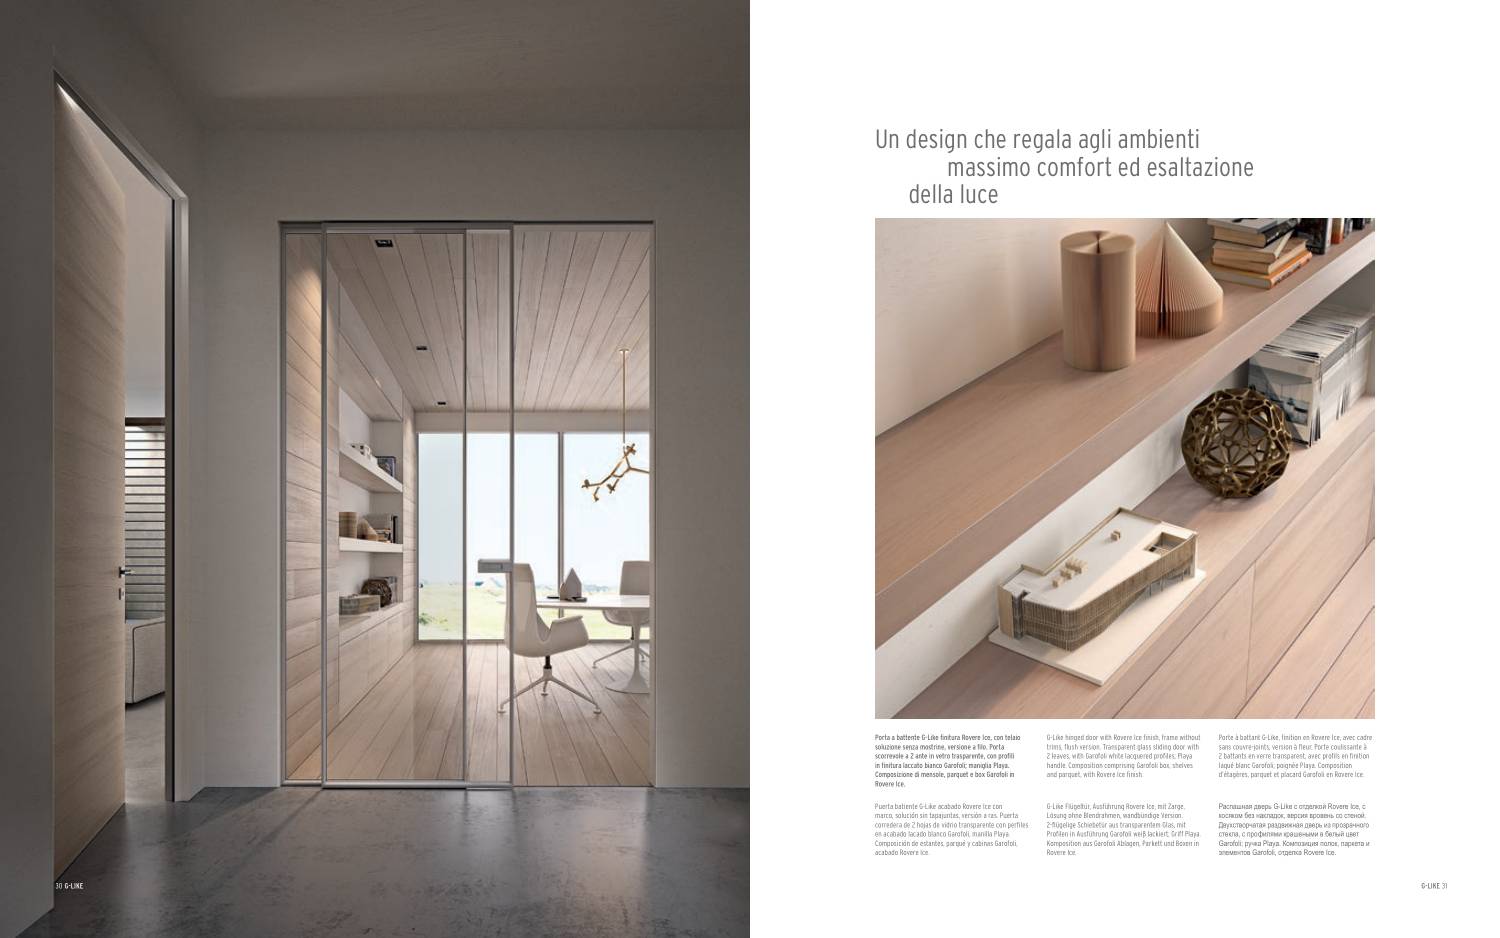 Un design che regala agli ambienti
massimo comfort ed esaltazione
della luce
Porta a battente G-Like finitura Rovere Ice, con telaio
soluzione senza mostrine, versione a filo. Porta
scorrevole a 2 ante in vetro trasparente, con profili
in finitura laccato bianco Garofoli; maniglia Playa.
Composizione di mensole, parquet e box Garofoli in
Rovere Ice.
G-Like hinged door with Rovere Ice finish, frame without
trims, flush version. Transparent glass sliding door with
2 leaves, with Garofoli white lacquered profiles; Playa
handle. Composition comprising Garofoli box, shelves
and parquet, with Rovere Ice finish.
Porte à battant G-Like, finition en Rovere Ice, avec cadre
sans couvre-joints, version à fleur. Porte coulissante à
2 battants en verre transparent, avec profils en finition
laqué blanc Garofoli; poignée Playa. Composition
d'étagères, parquet et placard Garofoli en Rovere Ice.
Puerta batiente G-Like acabado Rovere Ice con
marco, solución sin tapajuntas, versión a ras. Puerta
corredera de 2 hojas de vidrio transparente con perfiles
en acabado lacado blanco Garofoli, manilla Playa.
Composición de estantes, parqué y cabinas Garofoli,
acabado Rovere Ice.
G-Like Flügeltür, Ausführung Rovere Ice, mit Zarge,
Lösung ohne Blendrahmen, wandbündige Version.
2-flügelige Schiebetür aus transparentem Glas, mit
Profilen in Ausführung Garofoli weiß lackiert; Griff Playa.
Komposition aus Garofoli Ablagen, Parkett und Boxen in
Rovere Ice.
Распашная дверь G-Like с отделкой Rovere Ice, с
косяком без накладок, версия вровень со стеной.
Двухстворчатая раздвижная дверь из прозрачного
стекла, с профилями крашеными в белый цвет
Garofoli; ручка Playa. Композиция полок, паркета и
элементов Garofoli, отделка Rovere Ice.
30 G-LIKE
G-LIKE 31